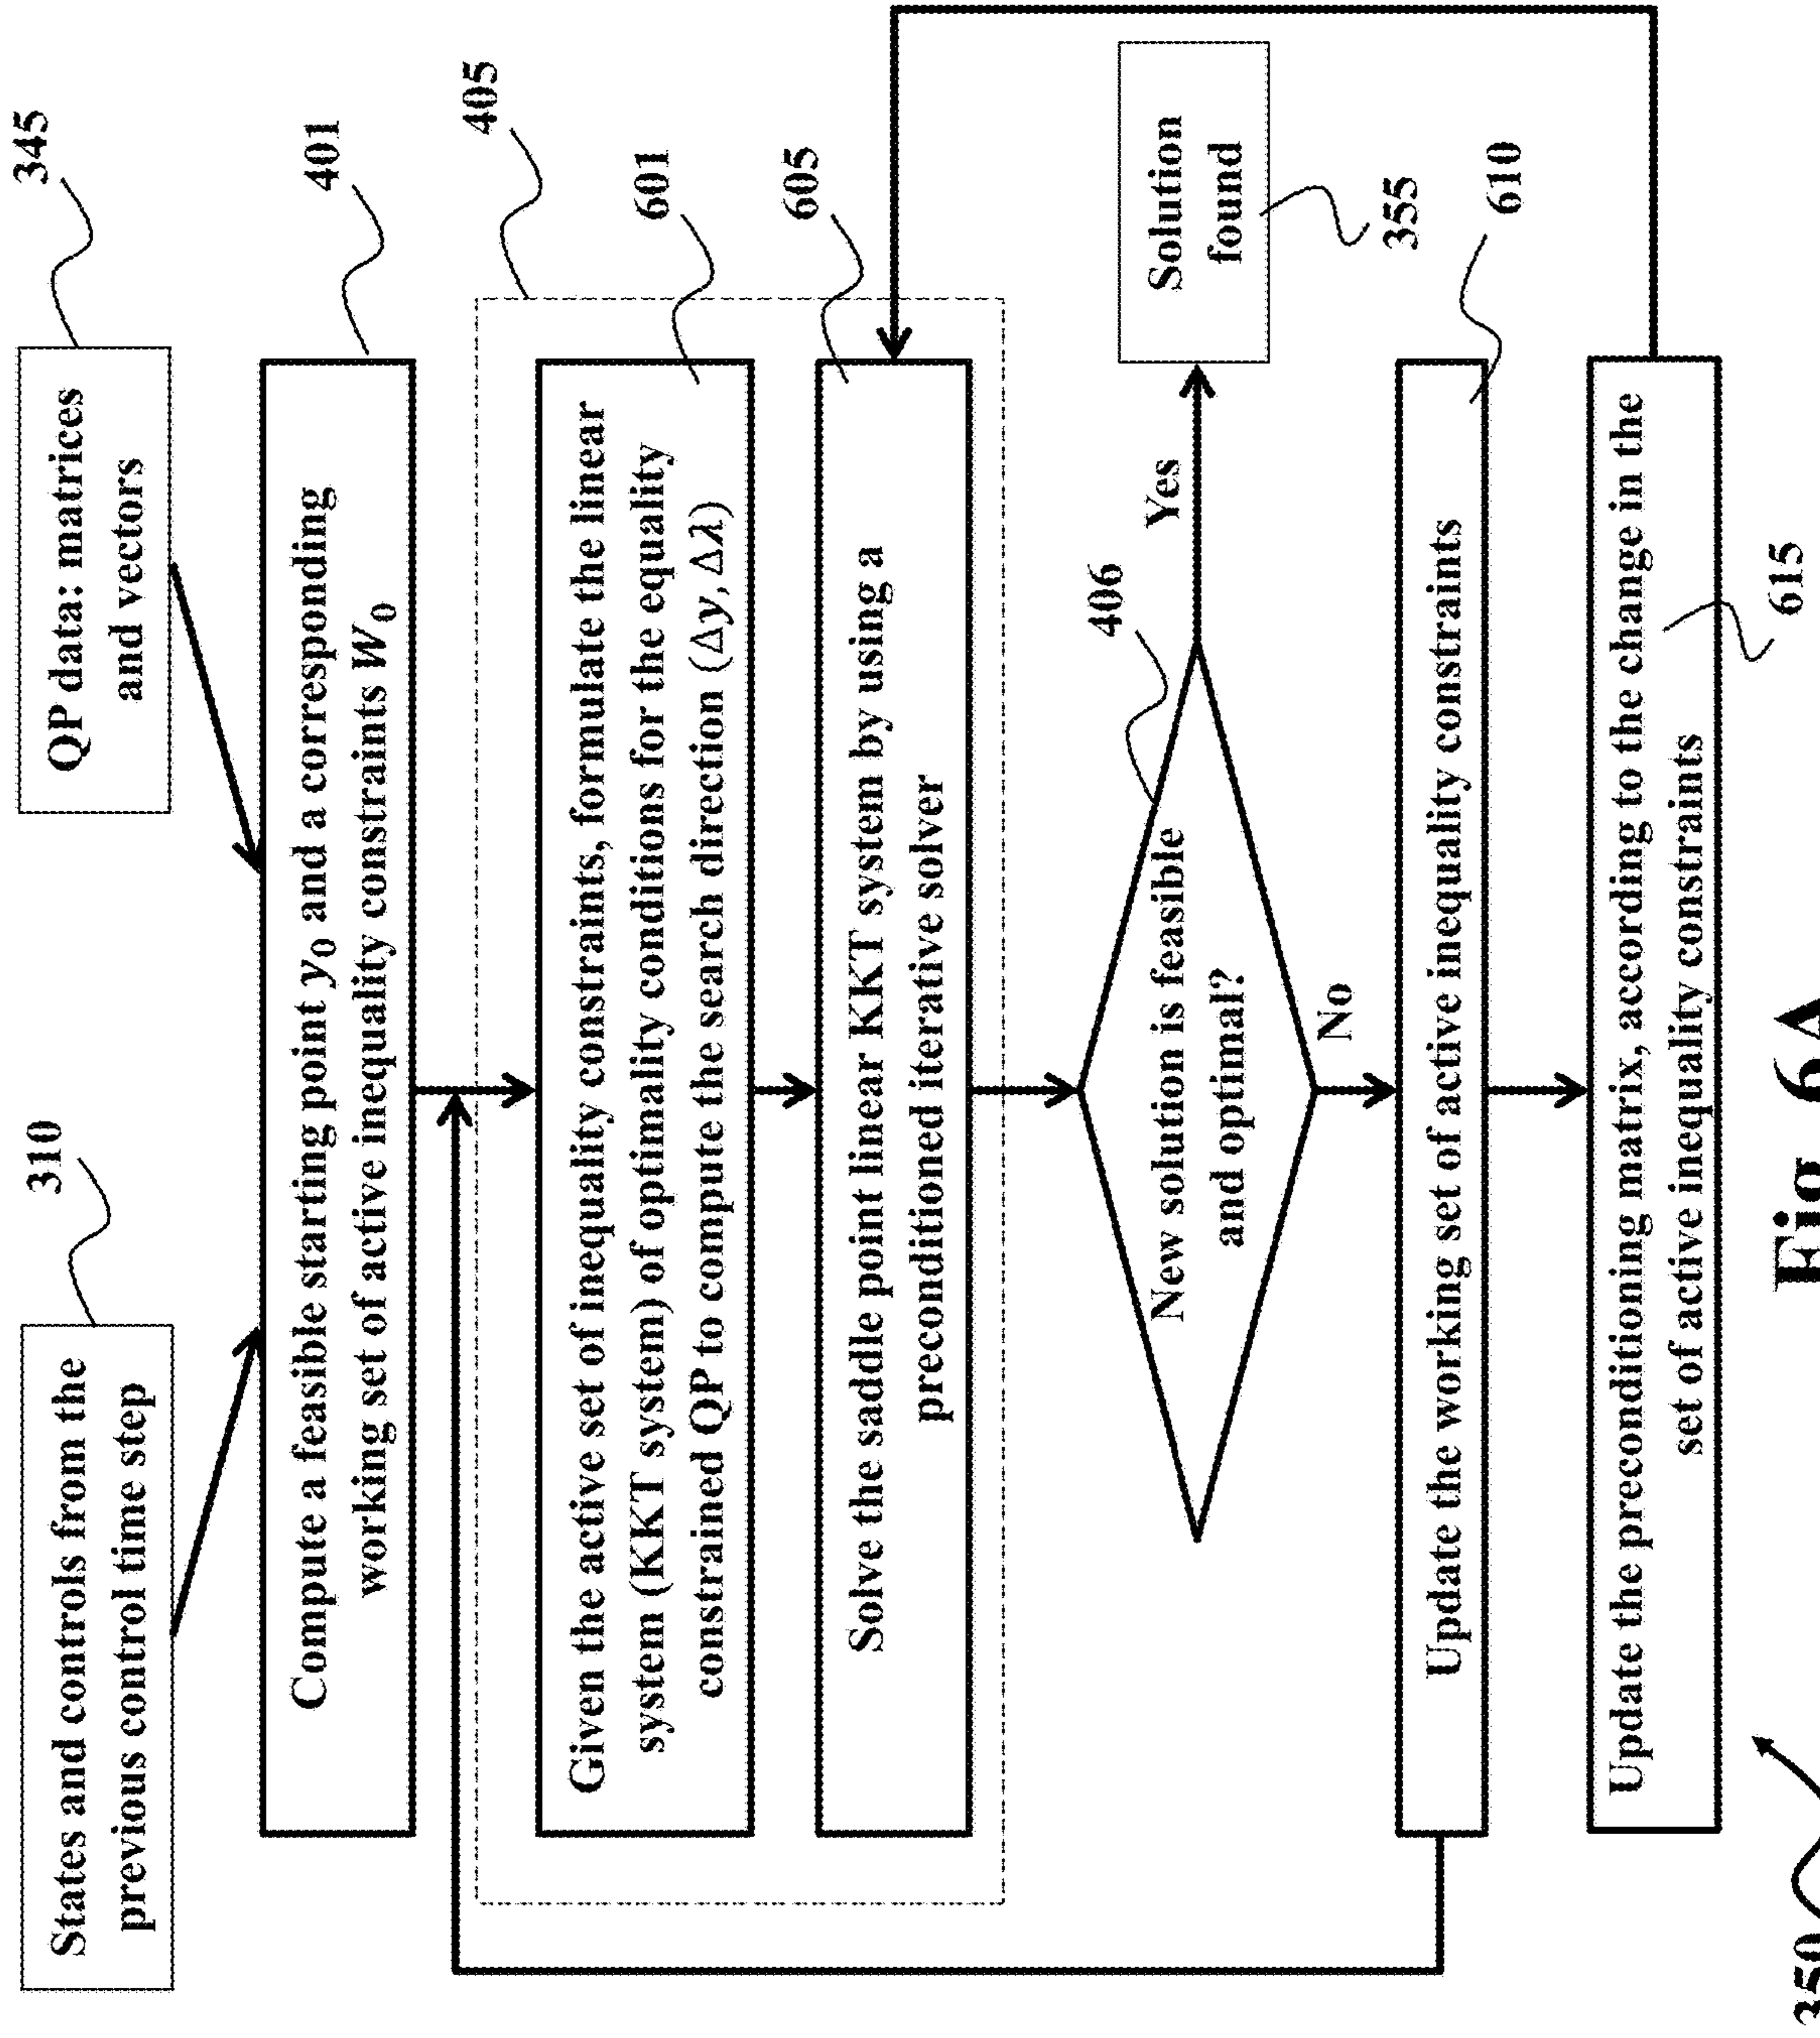 310
345
States and controls from the
previous control time step
QP data: matrices
and vectors
401
Compute a feasible starting point y₀ and a corresponding
working set of active inequality constraints W₀
405
601
Given the active set of inequality constraints, formulate the linear
system (KKT system) of optimality conditions for the equality
constrained QP to compute the search direction (Δy, Δλ)
605
Solve the saddle point linear KKT system by using a
preconditioned iterative solver
406
New solution is feasible
and optimal?
Yes
Solution
found
355
No
610
Update the working set of active inequality constraints
Update the preconditioning matrix, according to the change in the
set of active inequality constraints
615
350
Fig. 6A